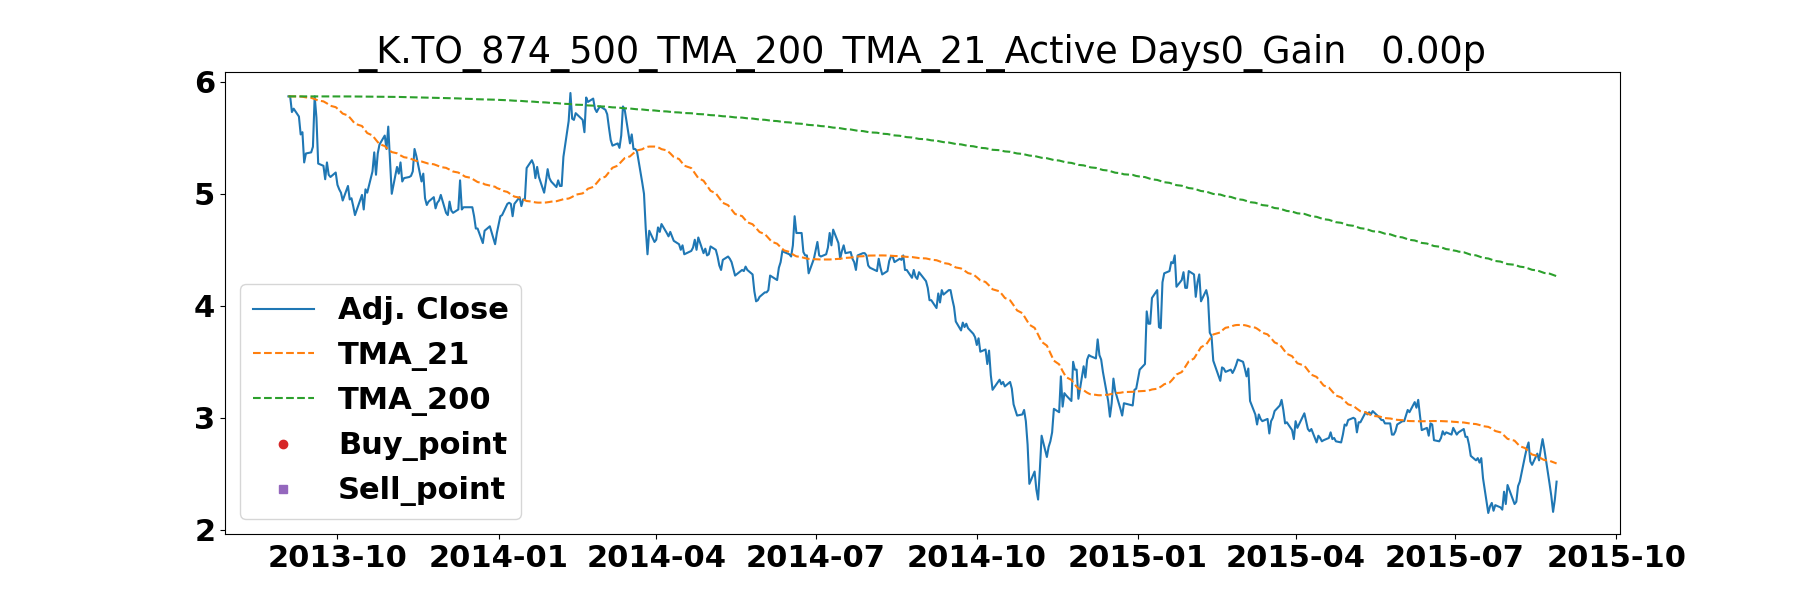 _K.TO_874_500_TMA_200_TMA_21_Active Days0_Gain   0.00p
6
5
4
3
2
Adj. Close
TMA_21
TMA_200
Buy_point
Sell_point
2013-10 2014-01 2014-04 2014-07 2014-10 2015-01 2015-04 2015-07 2015-10